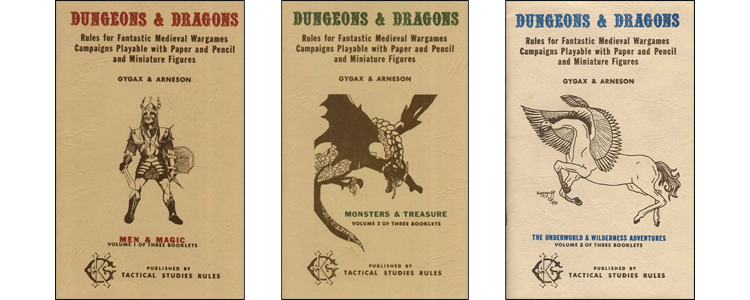 DUNGEONS & DRAGONS
Rules for Fantastic Medieval Wargames
Campaigns Playable with Paper and Pencil
and Miniature Figures
GYGAX & ARNESON
MEN & MAGIC
VOLUME 1 OF THREE BOOKLETS
PUBLISHED BY
TACTICAL STUDIES RULES
DUNGEONS & DRAGONS
Rules for Fantastic Medieval Wargames
Campaigns Playable with Paper and Pencil
and Miniature Figures
GYGAX & ARNESON
MONSTERS & TREASURE
VOLUME 2 OF THREE BOOKLETS
PUBLISHED BY
TACTICAL STUDIES RULES
DUNGEONS & DRAGONS
Rules for Fantastic Medieval Wargames
Campaigns Playable with Paper and Pencil
and Miniature Figures
GYGAX & ARNESON
THE UNDERWORLD & WILDERNESS ADVENTURES
VOLUME 3 OF THREE BOOKLETS
PUBLISHED BY
TACTICAL STUDIES RULES